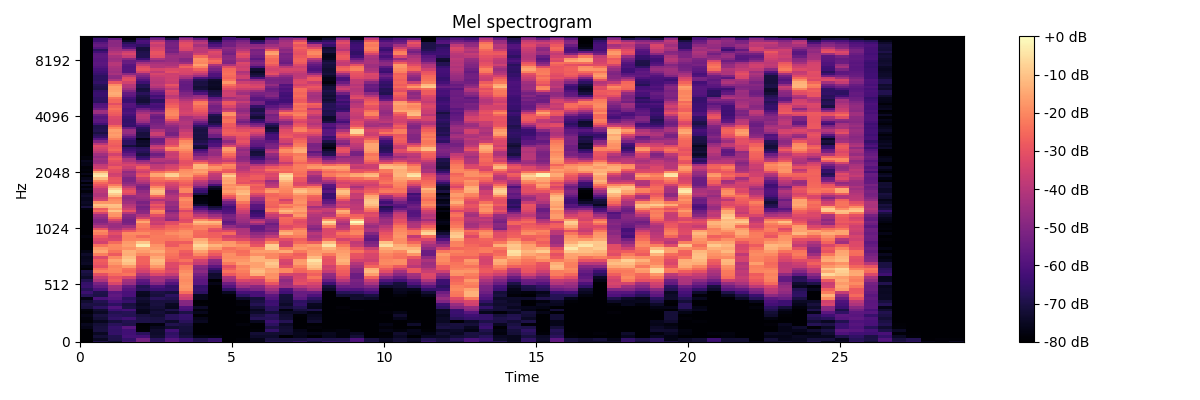 Mel spectrogram
8192
4096
2048
1024
512
0
Hz
0 5 10 15 20 25
Time
+0 dB
-10 dB
-20 dB
-30 dB
-40 dB
-50 dB
-60 dB
-70 dB
-80 dB